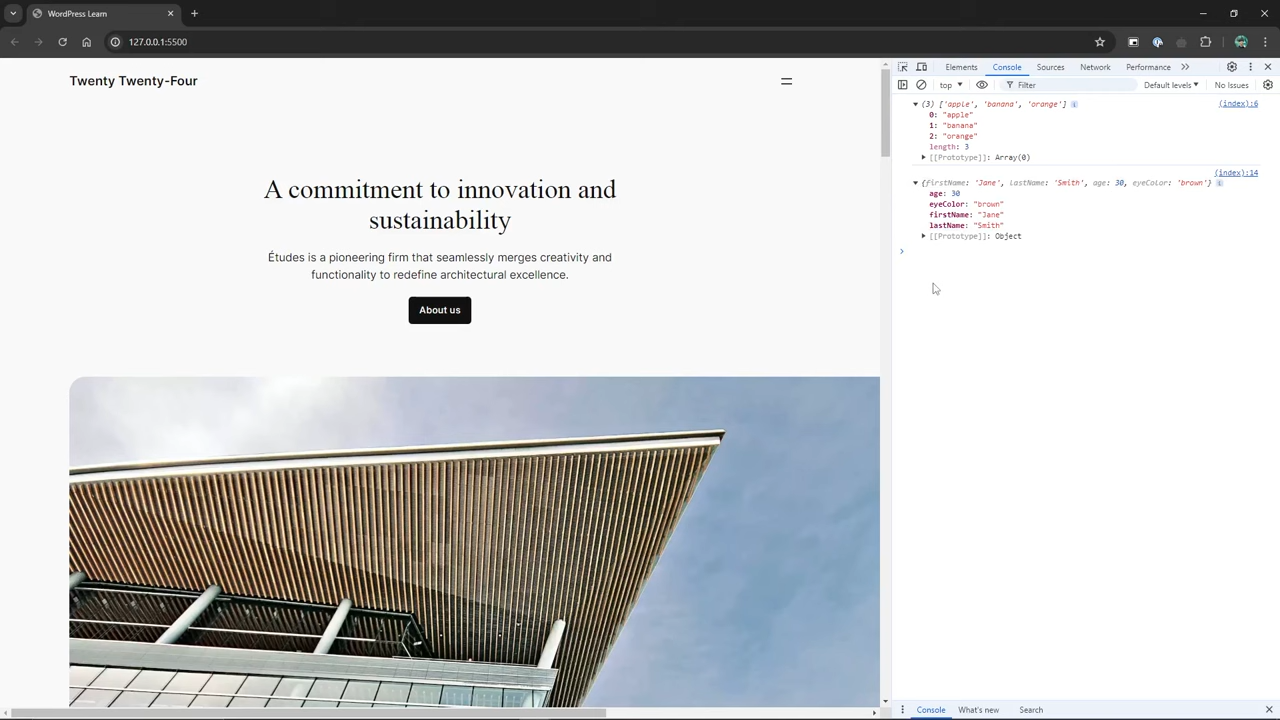 WordPress Learn
127.0.0.1:5500
Twenty Twenty-Four
A commitment to innovation and
sustainability
Études is a pioneering firm that seamlessly merges creativity and
functionality to redefine architectural excellence.
About us
Elements Console Sources Network Performance
top Filter Default levels No Issues
(3) ['apple', 'banana', 'orange'] (index):6
0: "apple"
1: "banana"
2: "orange"
length: 3
[[Prototype]]: Array(0)
(index):14
{firstName: 'Jane', lastName: 'Smith', age: 30, eyeColor: 'brown'}
age: 30
eyeColor: "brown"
firstName: "Jane"
lastName: "Smith"
[[Prototype]]: Object
Console What's new Search